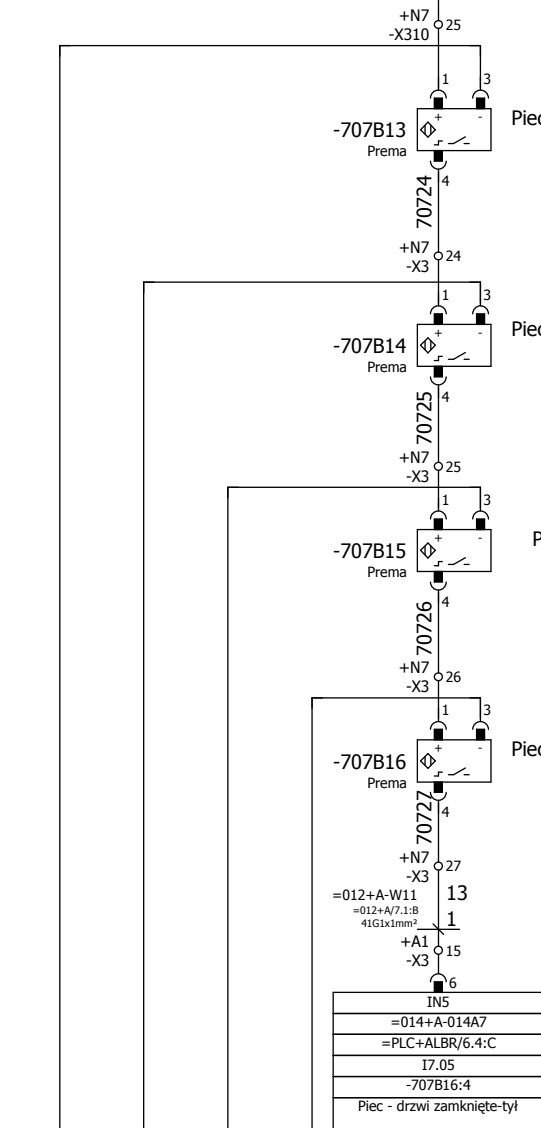 +N7
-X310
25
1
3
-707B13
Prema
+
-
4
70724
+N7
-X3
24
1
3
-707B14
Prema
+
-
4
70725
+N7
-X3
25
1
3
-707B15
Prema
+
-
4
70726
+N7
-X3
26
1
3
-707B16
Prema
+
-
4
70727
+N7
-X3
27
=012+A-W11
13
=012+A/7.1:B
41G1x1mm²
1
+A1
-X3
15
6
IN5
=014+A-014A7
=PLC+ALBR/6.4:C
I7.05
-707B16:4
Piec - drzwi zamknięte-tył